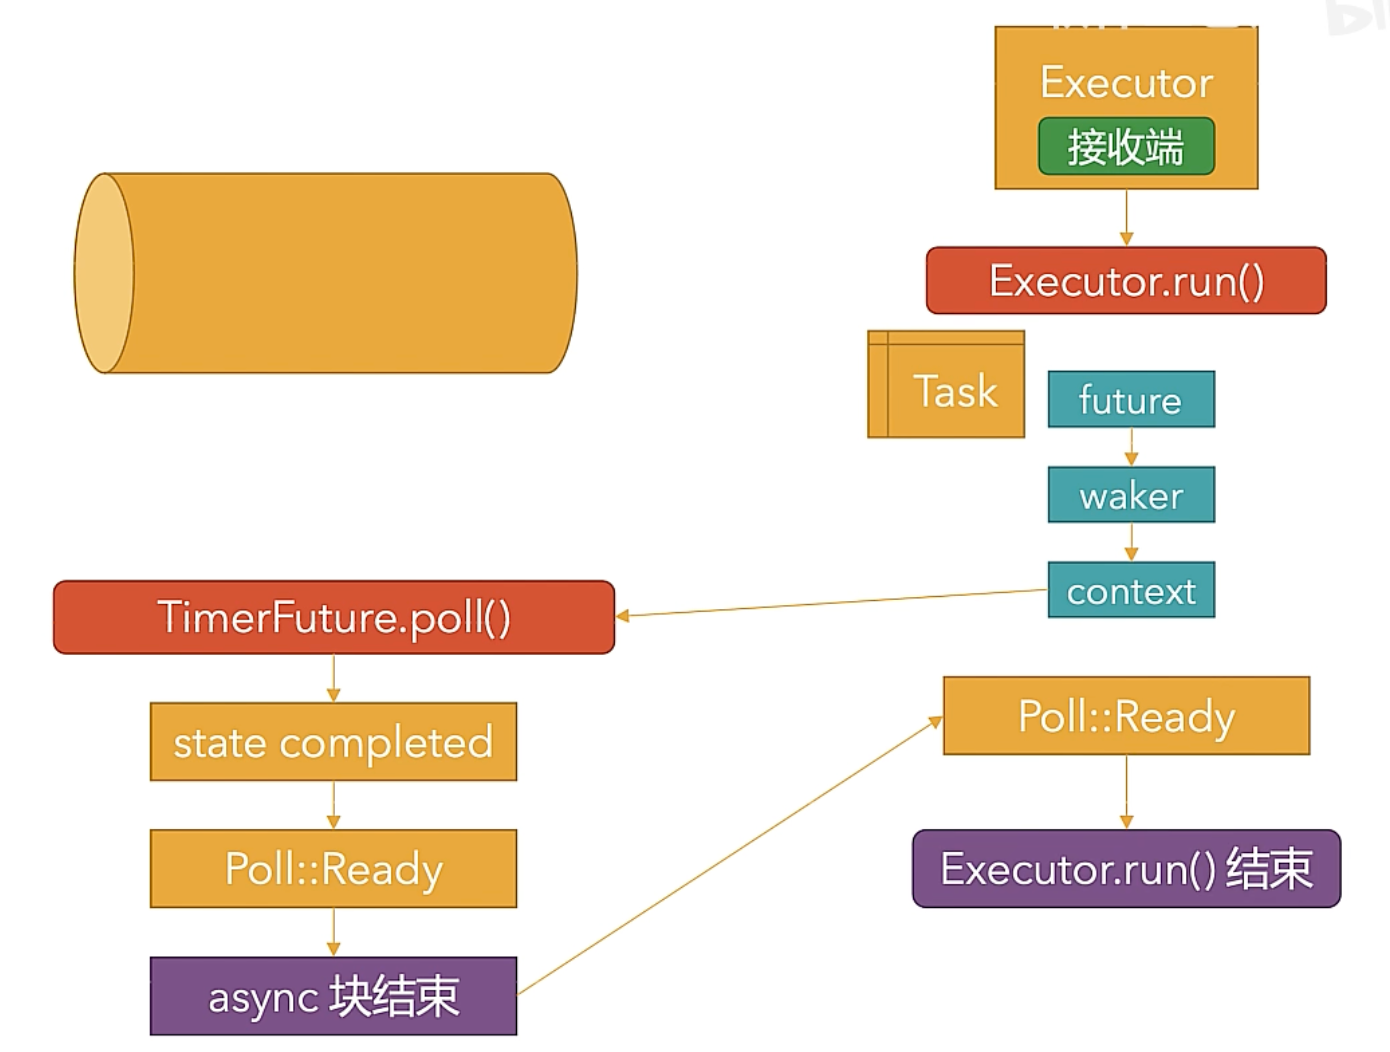 Executor
接收端
Executor.run()
Task
future
waker
context
TimerFuture.poll()
state completed
Poll::Ready
async 块结束
Poll::Ready
Executor.run() 结束